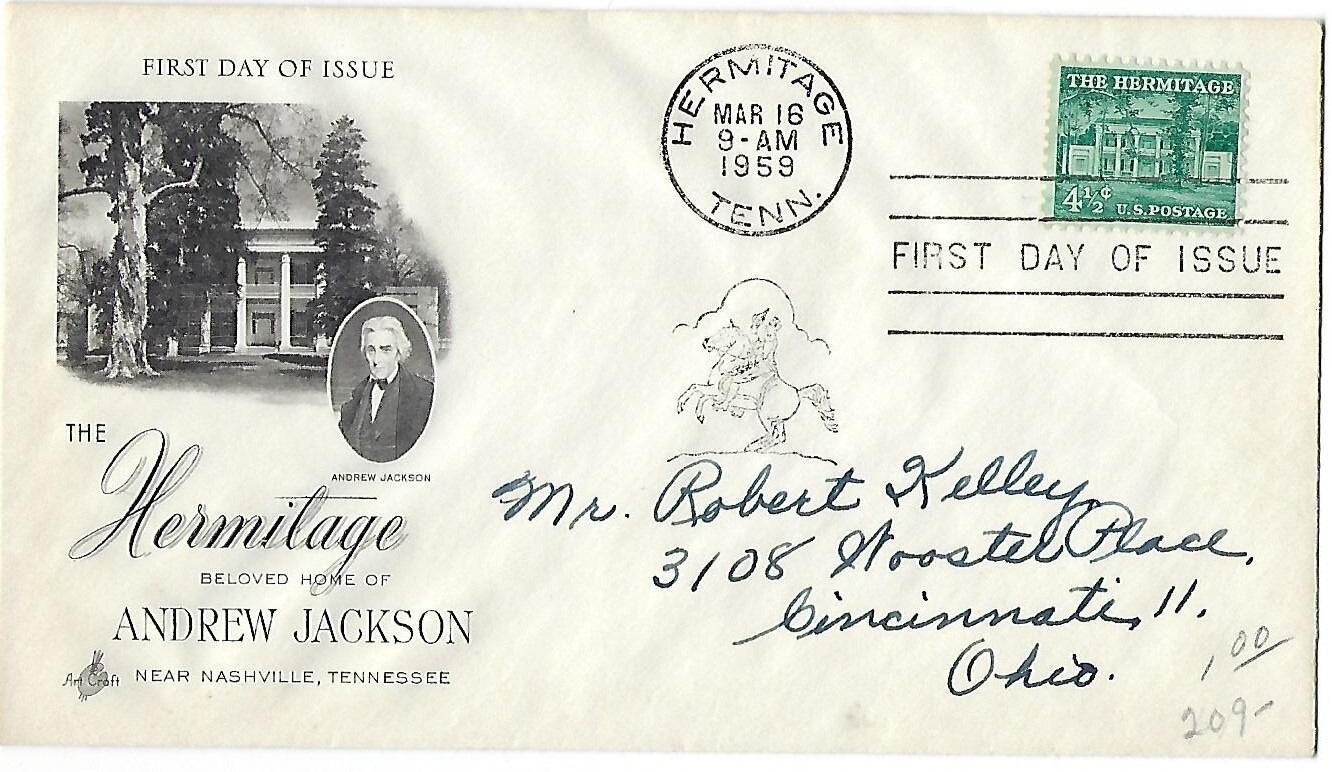 FIRST DAY OF ISSUE
THE
Hermitage
ANDREW JACKSON
BELOVED HOME OF
ANDREW JACKSON
NEAR NASHVILLE, TENNESSEE
Art Craft
HERMITAGE
MAR 16
9-AM
1959
TENN.
THE HERMITAGE
4½¢ U.S. POSTAGE
FIRST DAY OF ISSUE
Mr. Robert Kelley,
3108 Wooster Place,
Cincinnati, 11.
Ohio.
1.00
209-